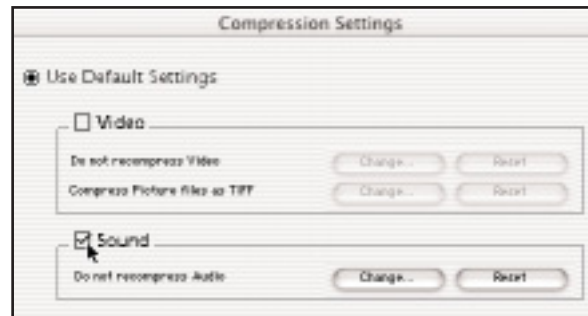 Compression Settings
Use Default Settings
Video
Do not recompress Video Change... Reset
Compress Picture files as TIFF Change... Reset
Sound
Do not recompress Audio Change... Reset